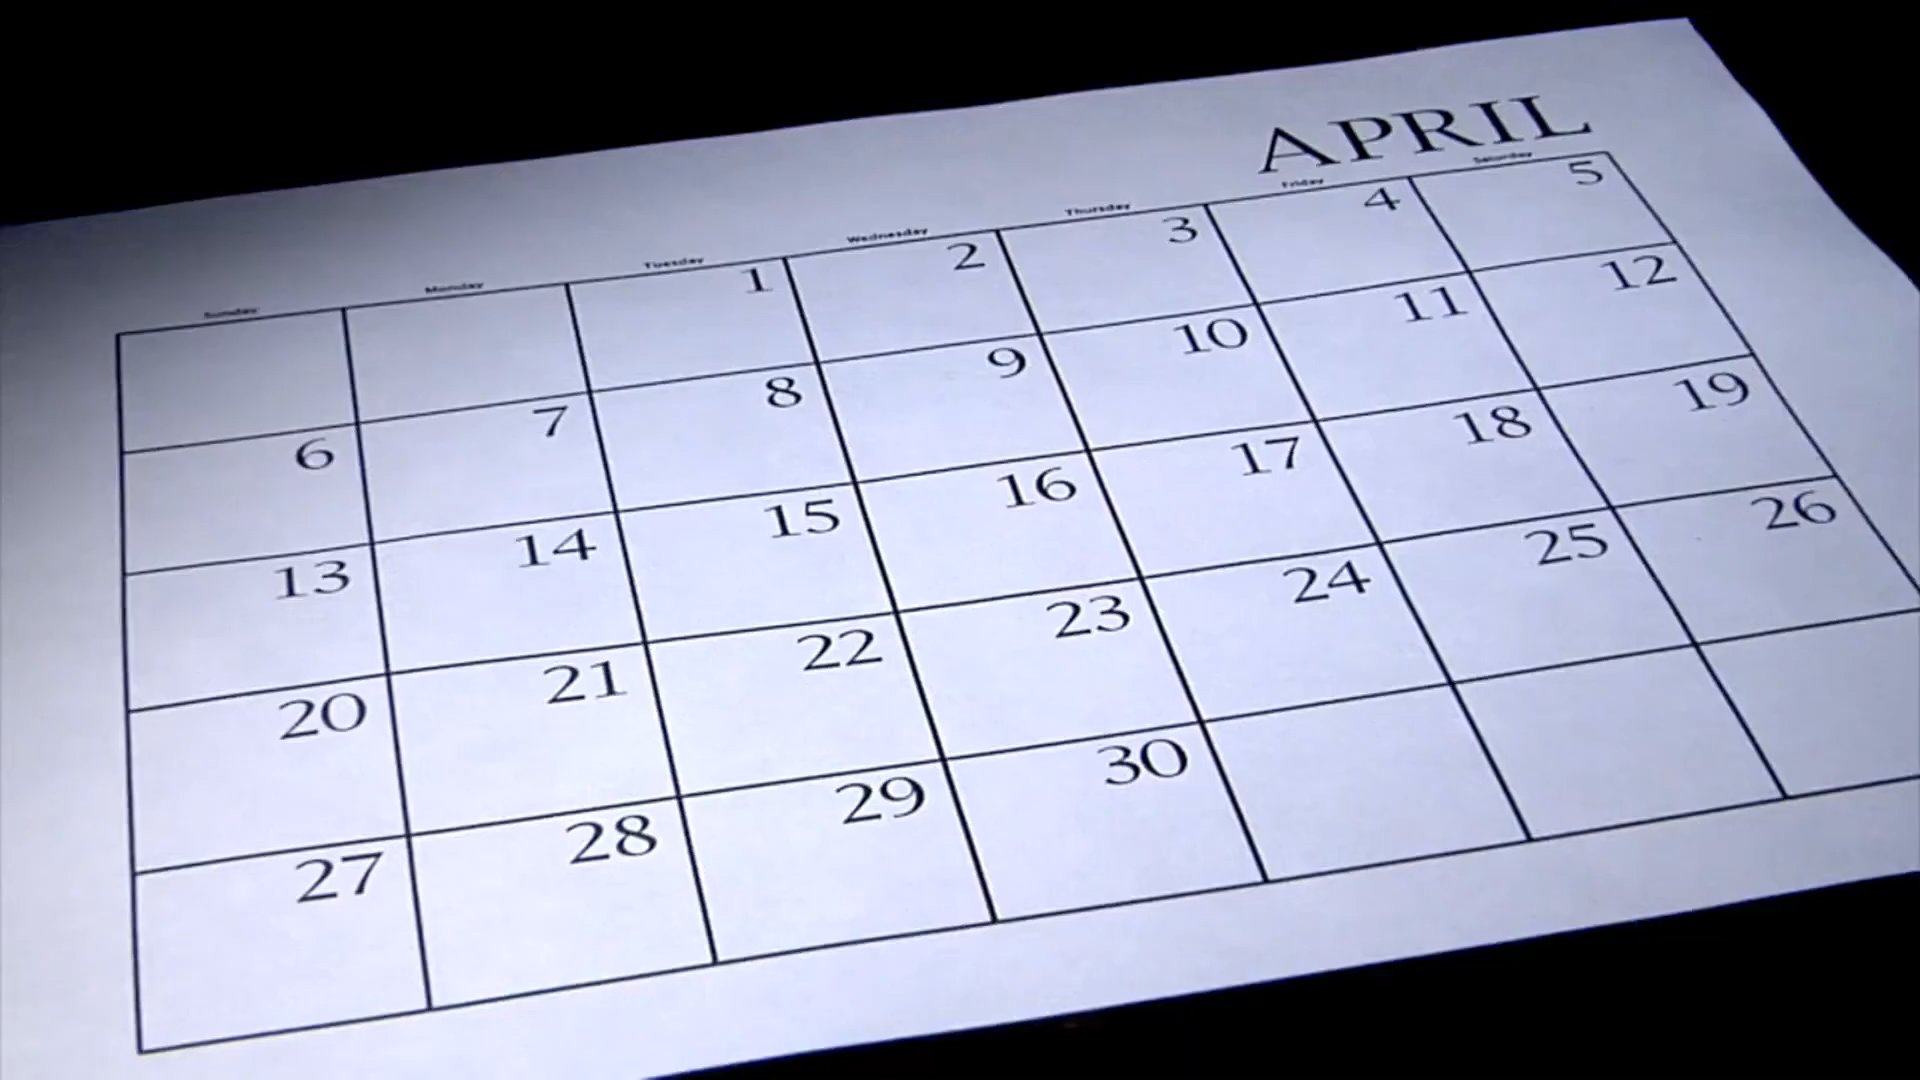 APRIL
Sunday Monday Tuesday Wednesday Thursday Friday Saturday
1 2 3 4 5
6 7 8 9 10 11 12
13 14 15 16 17 18 19
20 21 22 23 24 25 26
27 28 29 30